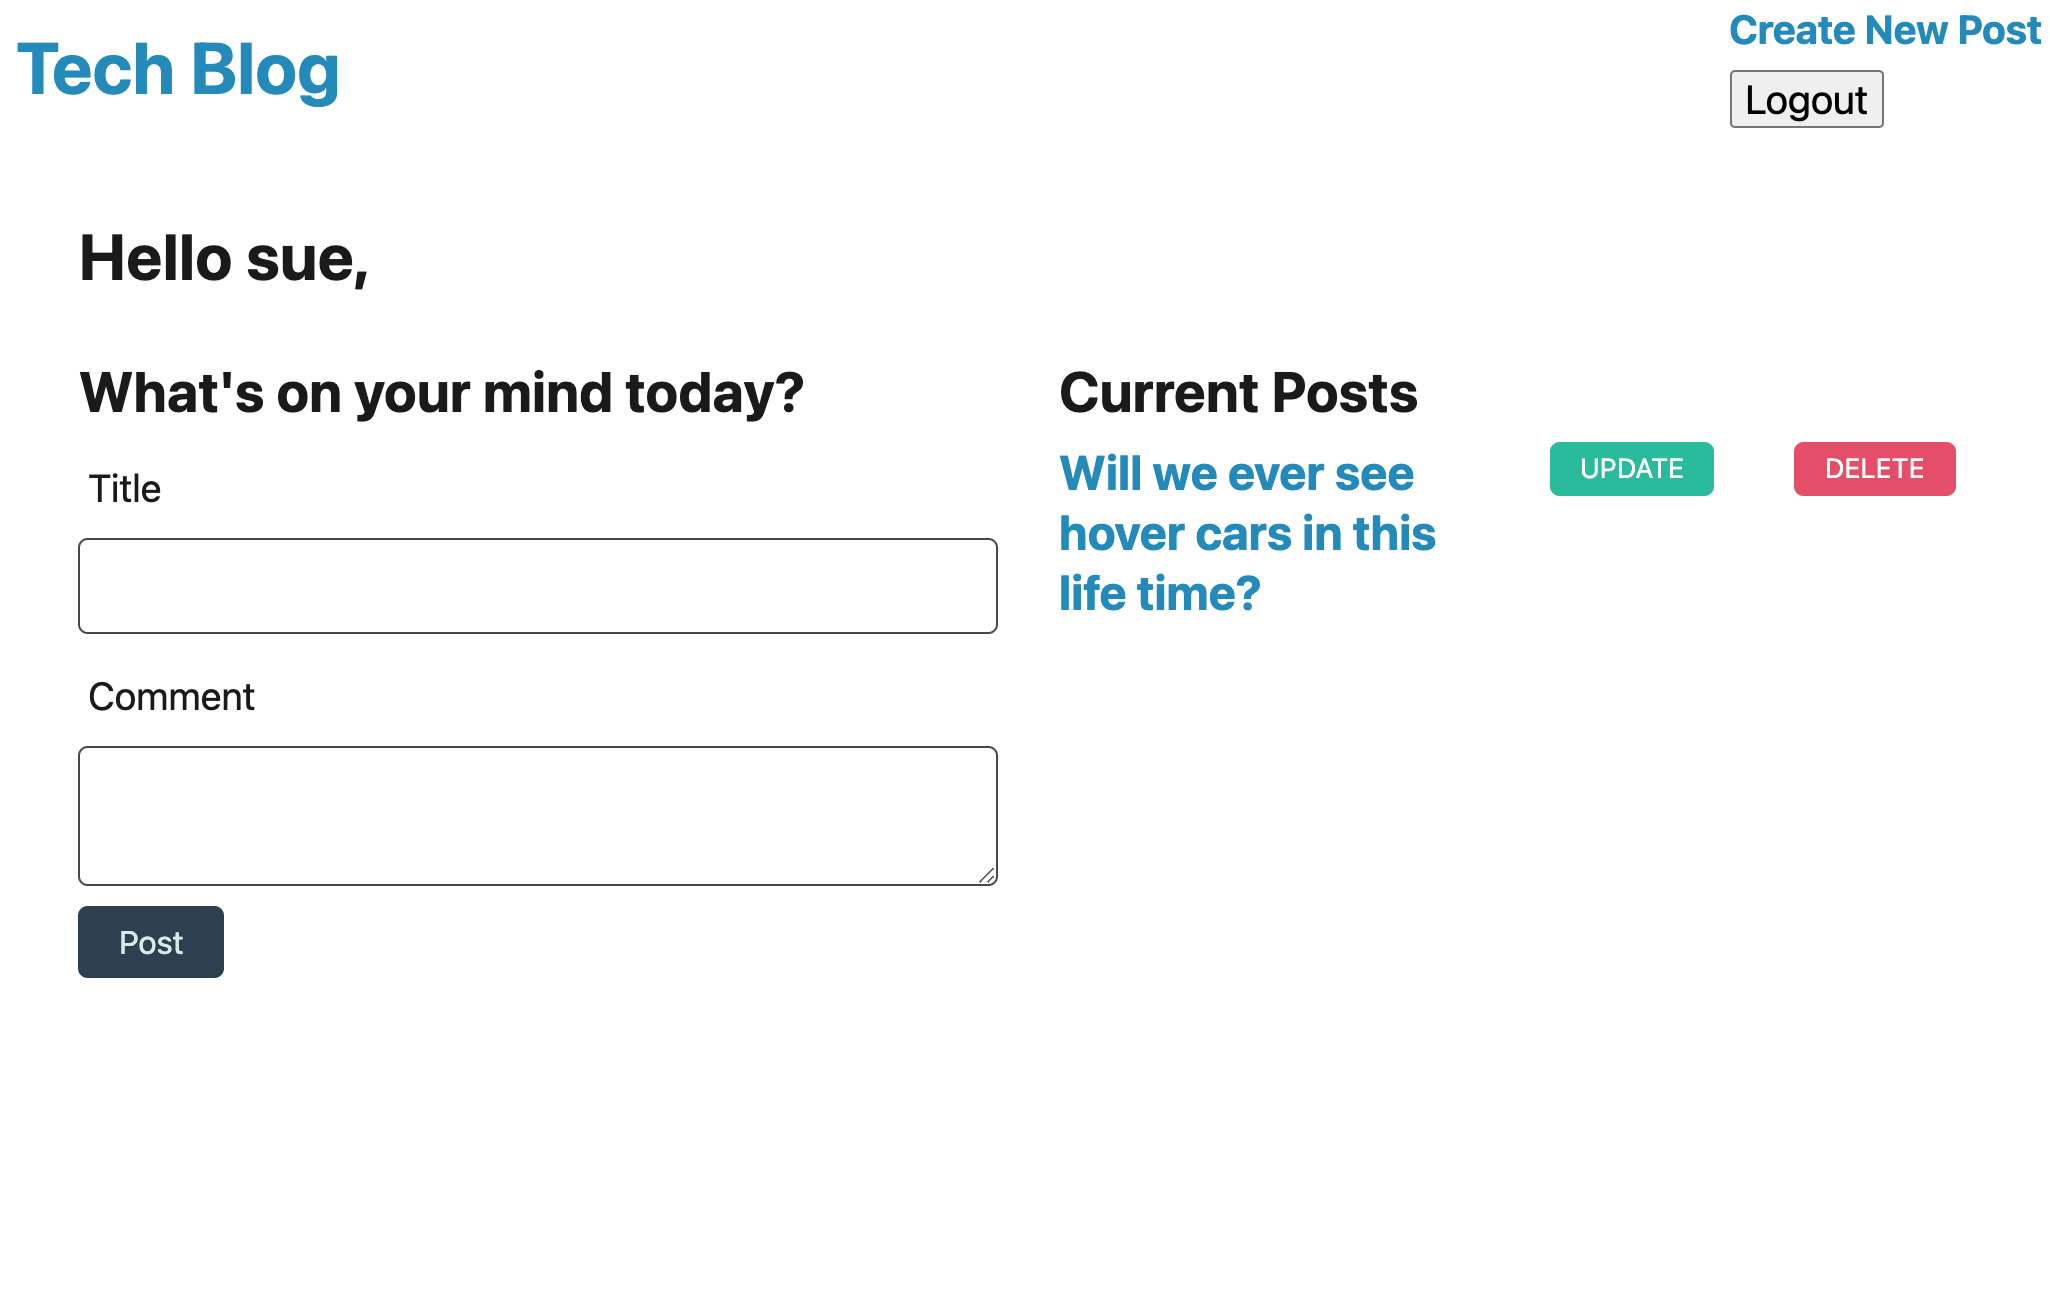 Tech Blog
Create New Post
Logout
Hello sue,
What's on your mind today?
Title
Comment
Post
Current Posts
Will we ever see
hover cars in this
life time?
UPDATE
DELETE